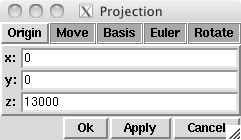 Projection
Origin Move Basis Euler Rotate
x: 0
y: 0
z: 13000
Ok Apply Cancel